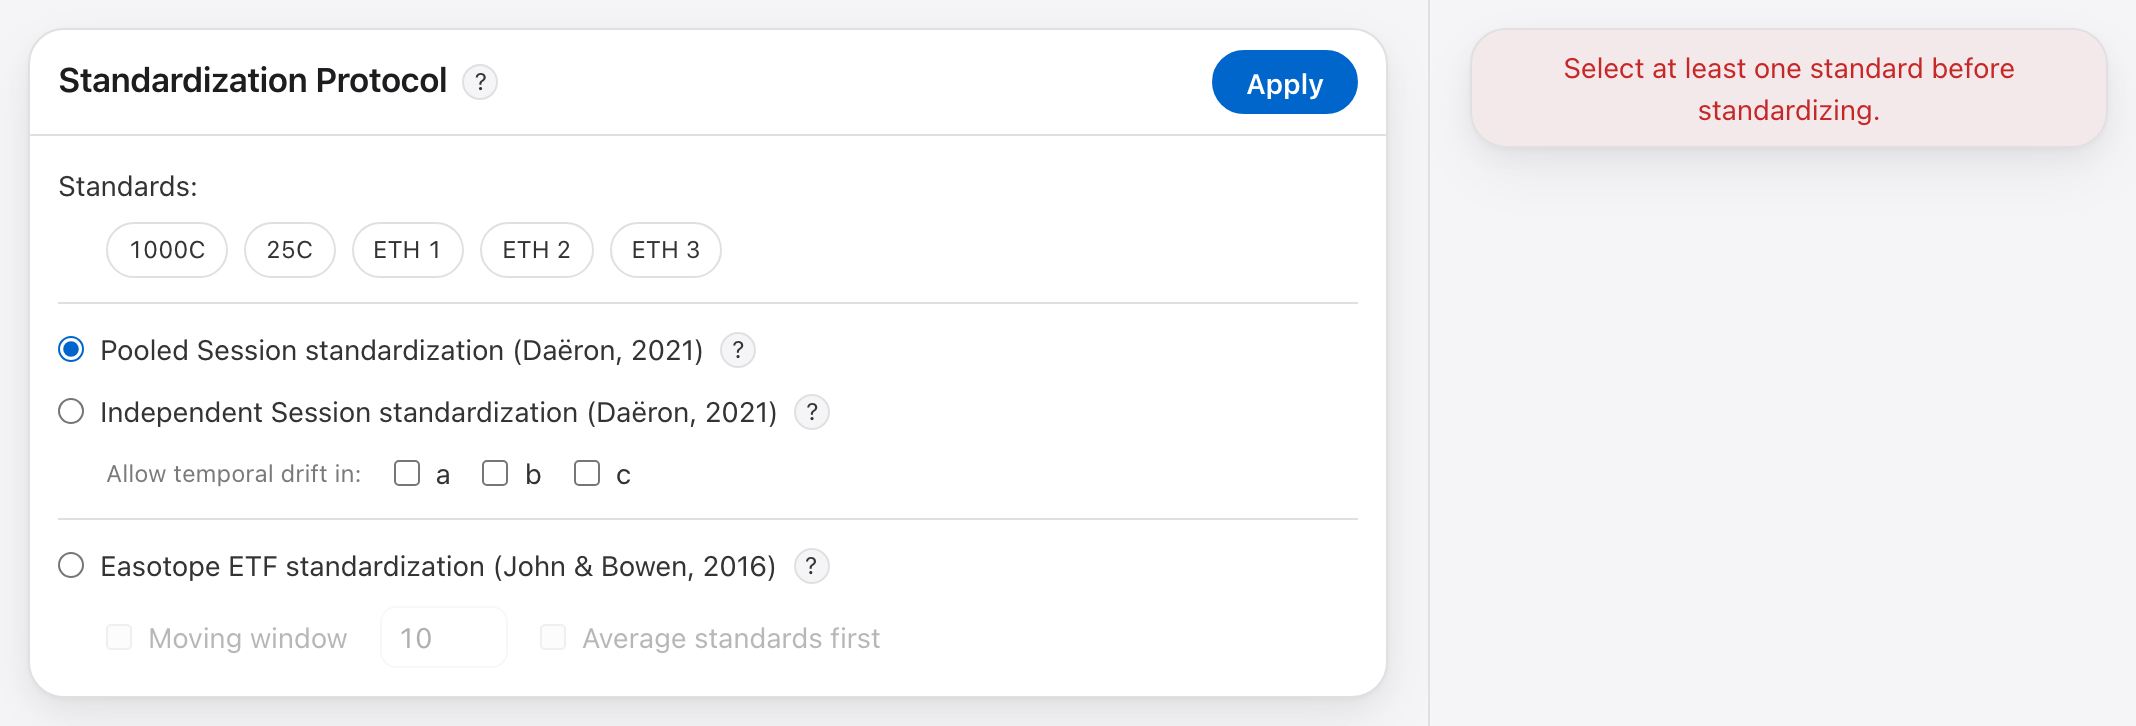 Standardization Protocol ?
Apply
Standards:
1000C 25C ETH 1 ETH 2 ETH 3
Pooled Session standardization (Daëron, 2021) ?
Independent Session standardization (Daëron, 2021) ?
Allow temporal drift in: a b c
Easotope ETF standardization (John & Bowen, 2016) ?
Moving window 10 Average standards first
Select at least one standard before
standardizing.